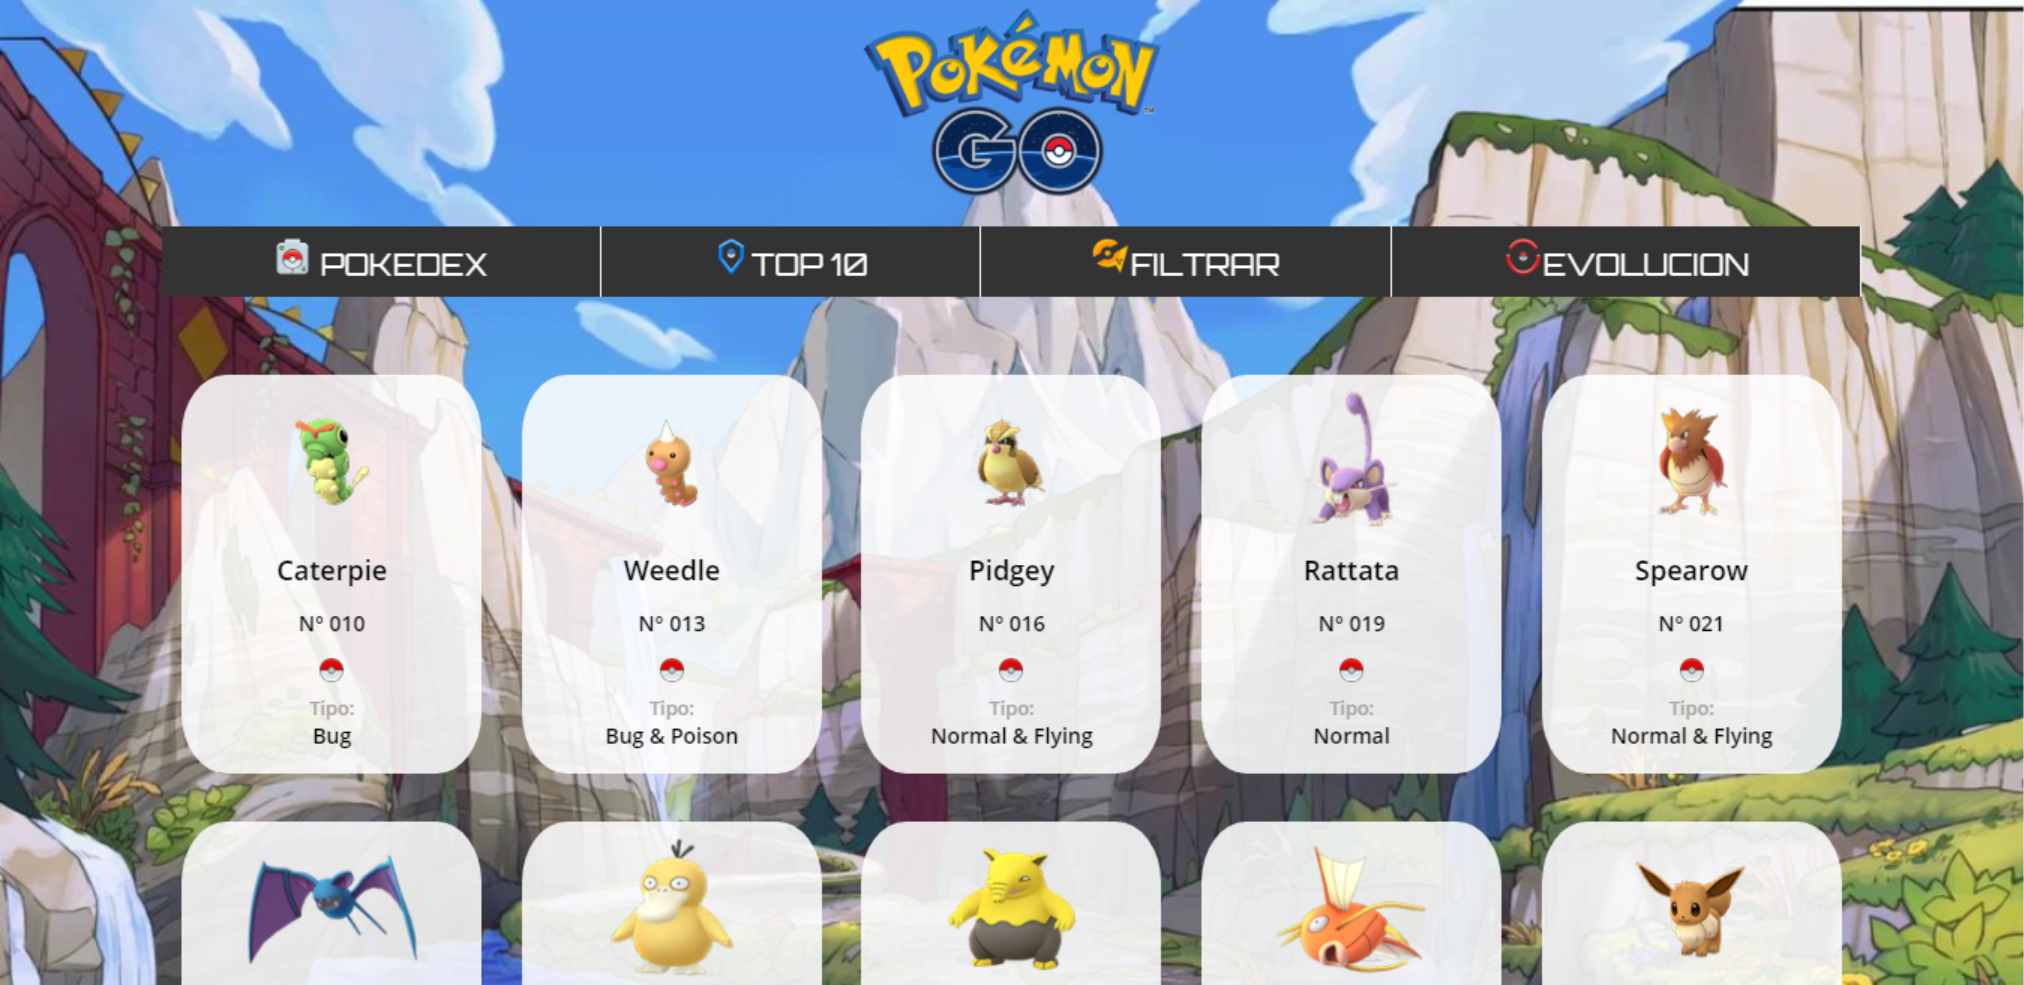 POKÉMON
GO
POKEDEX
TOP 10
FILTRAR
EVOLUCION
Caterpie
N° 010
Tipo:
Bug
Weedle
N° 013
Tipo:
Bug & Poison
Pidgey
N° 016
Tipo:
Normal & Flying
Rattata
N° 019
Tipo:
Normal
Spearow
N° 021
Tipo:
Normal & Flying